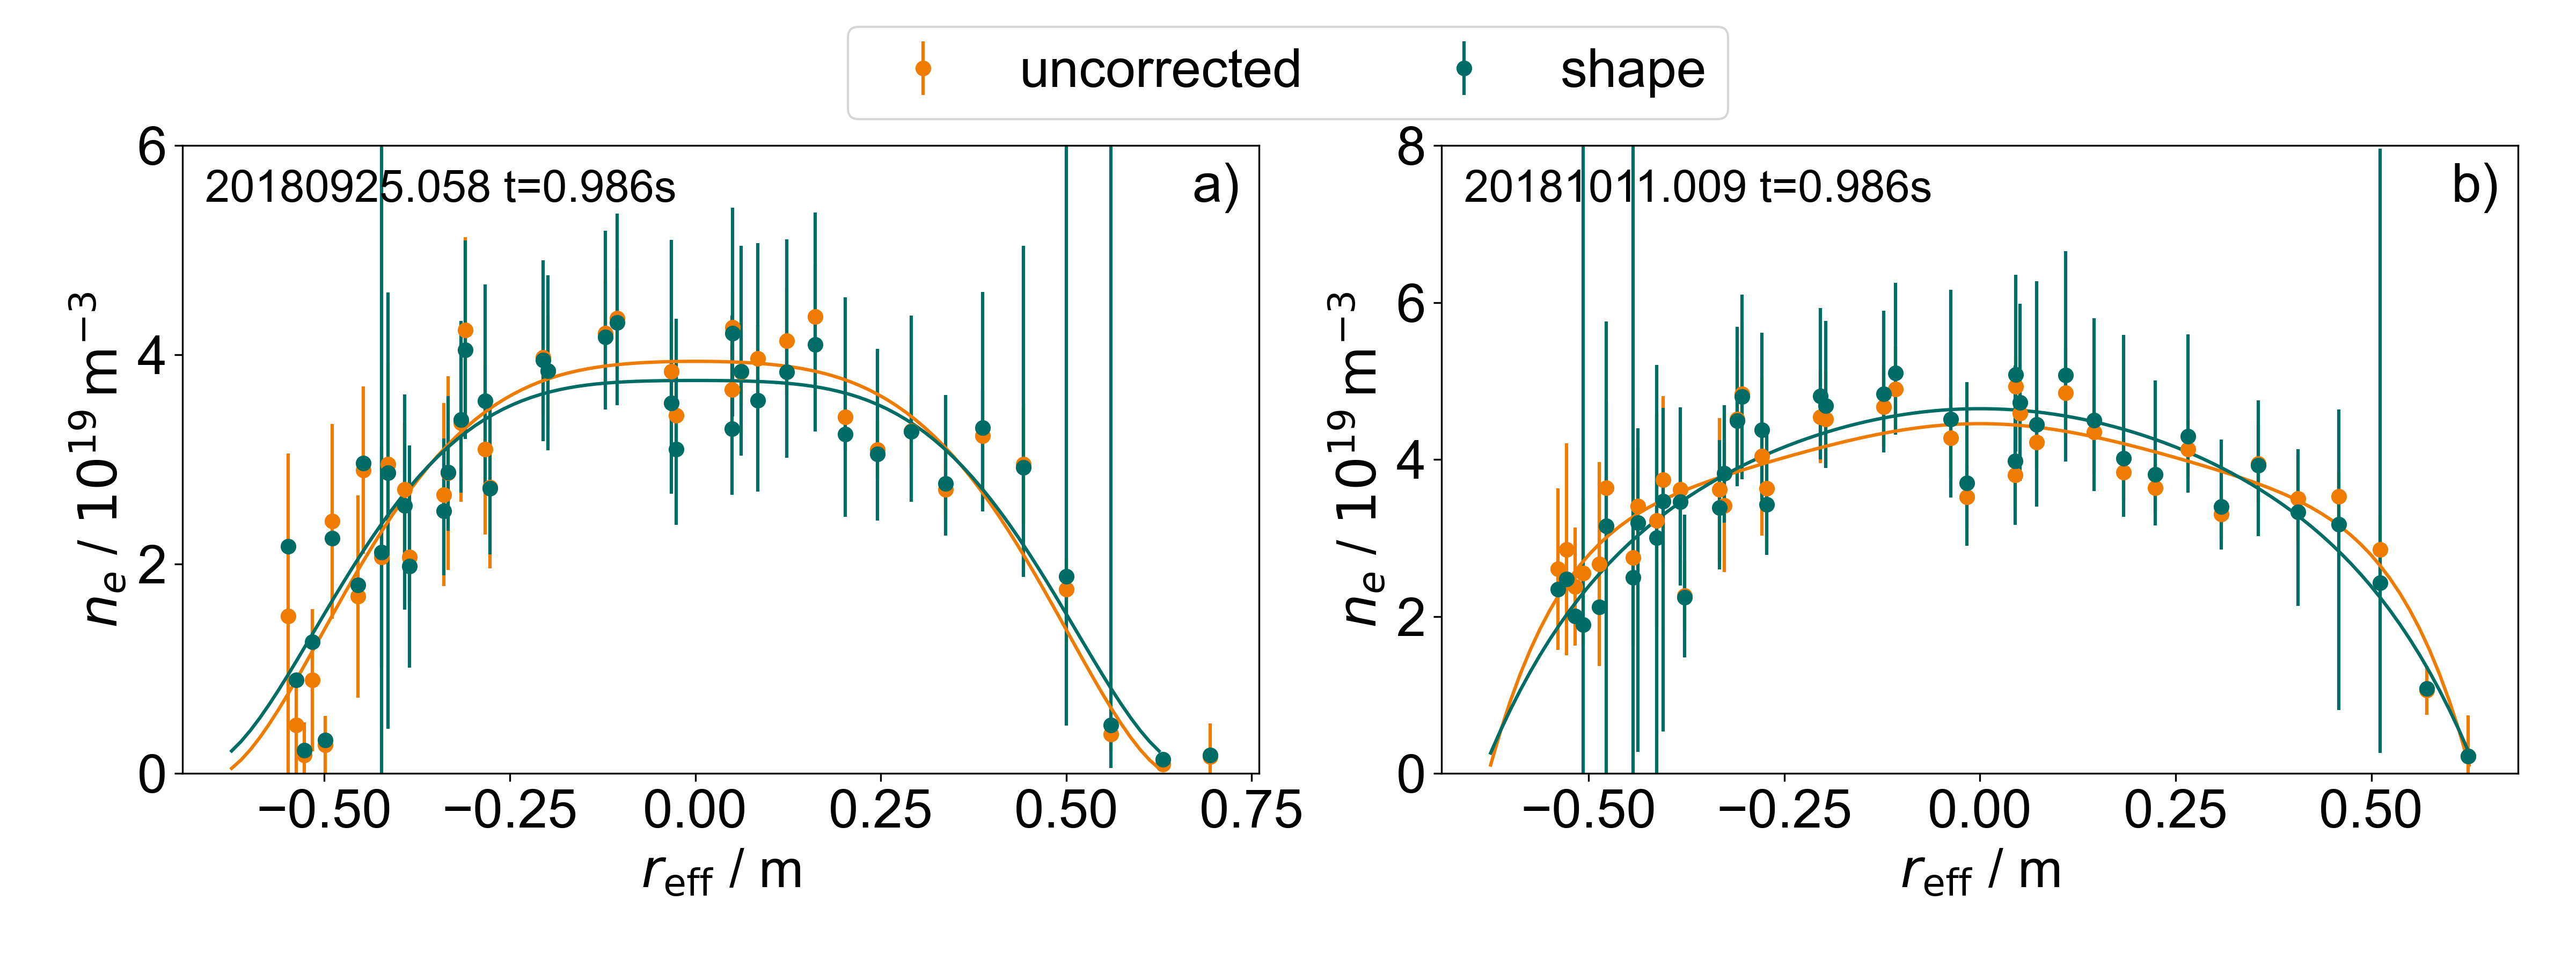 uncorrected shape
6 20180925.058 t=0.986s a)
4
2
0
−0.50 −0.25 0.00 0.25 0.50 0.75
n_e / 10^19 m^−3
r_eff / m
8 20181011.009 t=0.986s b)
6
4
2
0
−0.50 −0.25 0.00 0.25 0.50
n_e / 10^19 m^−3
r_eff / m